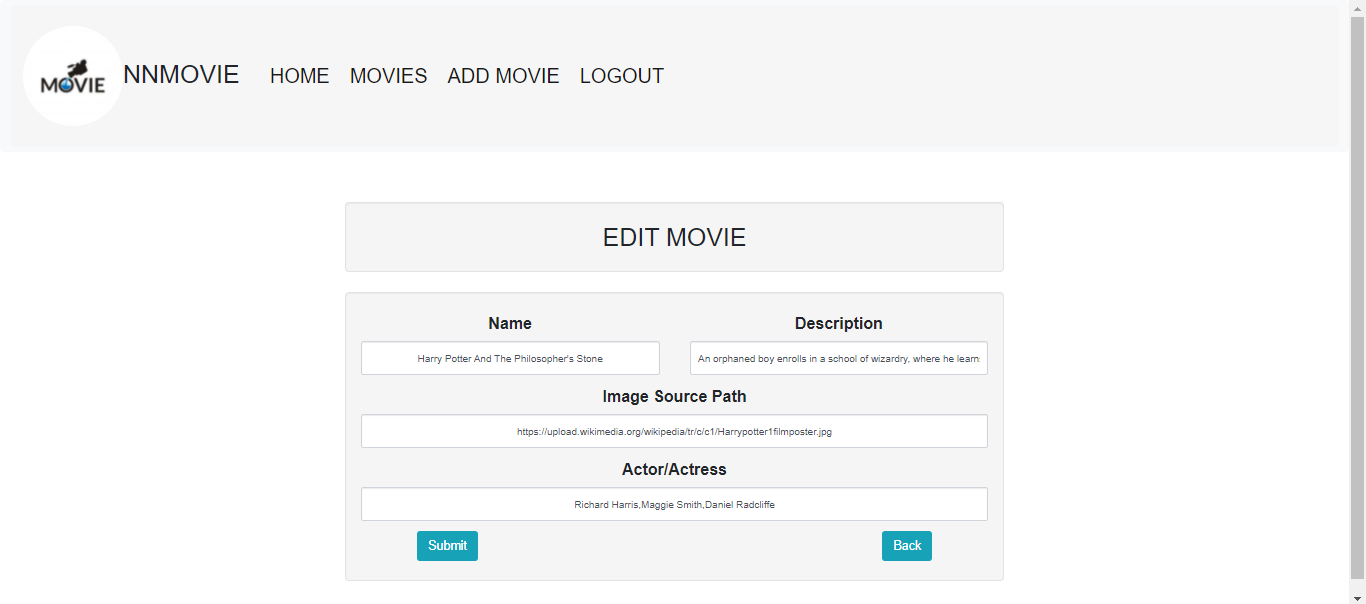 MOVIE
NNMOVIE HOME MOVIES ADD MOVIE LOGOUT
EDIT MOVIE
Name Description
Harry Potter And The Philosopher's Stone An orphaned boy enrolls in a school of wizardry, where he learn
Image Source Path
https://upload.wikimedia.org/wikipedia/tr/c/c1/Harrypotter1filmposter.jpg
Actor/Actress
Richard Harris,Maggie Smith,Daniel Radcliffe
Submit Back